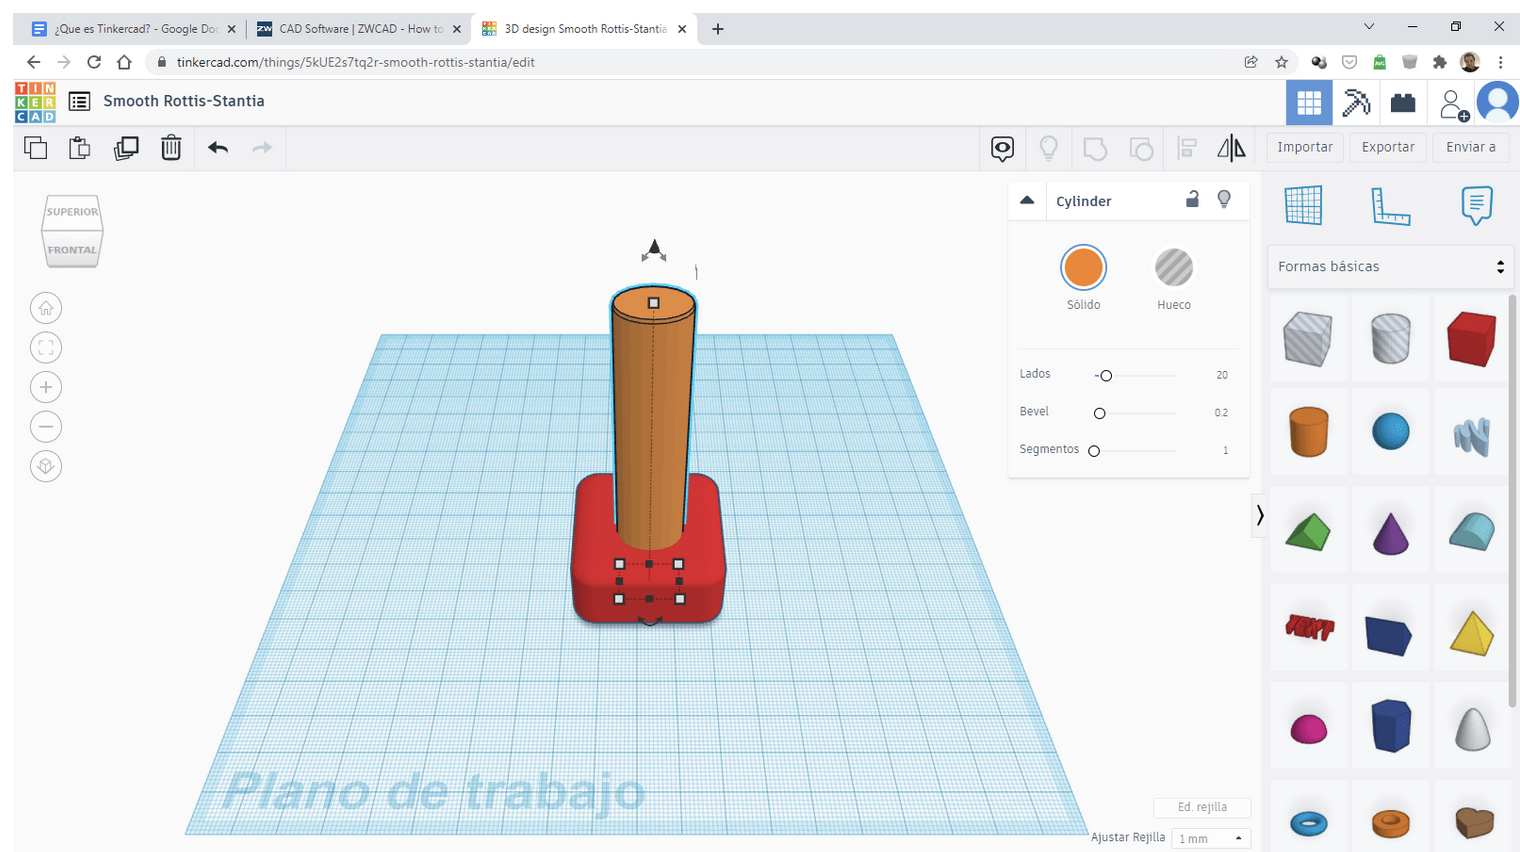 ¿Que es Tinkercad? - Google Doc
CAD Software | ZWCAD - How to
3D design Smooth Rottis-Stantia
tinkercad.com/things/5kUE2s7tq2r-smooth-rottis-stantia/edit
TIN
KER
CAD
Smooth Rottis-Stantia
Importar
Exportar
Enviar a
SUPERIOR
FRONTAL
Cylinder
Sólido
Hueco
Lados 20
Bevel 0.2
Segmentos 1
Formas básicas
TEXT
Plano de trabajo
Ed. rejilla
Ajustar Rejilla 1 mm